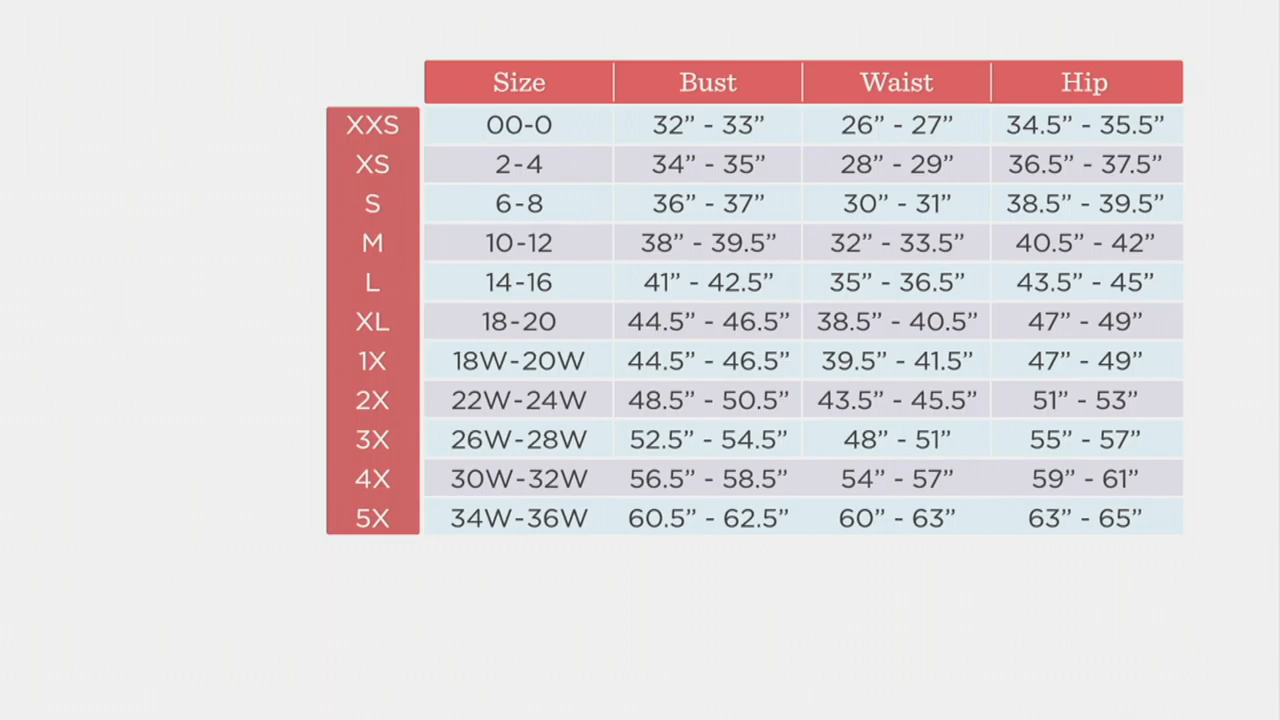 Size Bust Waist Hip
XXS 00-0 32” - 33” 26” - 27” 34.5” - 35.5”
XS 2-4 34” - 35” 28” - 29” 36.5” - 37.5”
S 6-8 36” - 37” 30” - 31” 38.5” - 39.5”
M 10-12 38” - 39.5” 32” - 33.5” 40.5” - 42”
L 14-16 41” - 42.5” 35” - 36.5” 43.5” - 45”
XL 18-20 44.5” - 46.5” 38.5” - 40.5” 47” - 49”
1X 18W-20W 44.5” - 46.5” 39.5” - 41.5” 47” - 49”
2X 22W-24W 48.5” - 50.5” 43.5” - 45.5” 51” - 53”
3X 26W-28W 52.5” - 54.5” 48” - 51” 55” - 57”
4X 30W-32W 56.5” - 58.5” 54” - 57” 59” - 61”
5X 34W-36W 60.5” - 62.5” 60” - 63” 63” - 65”